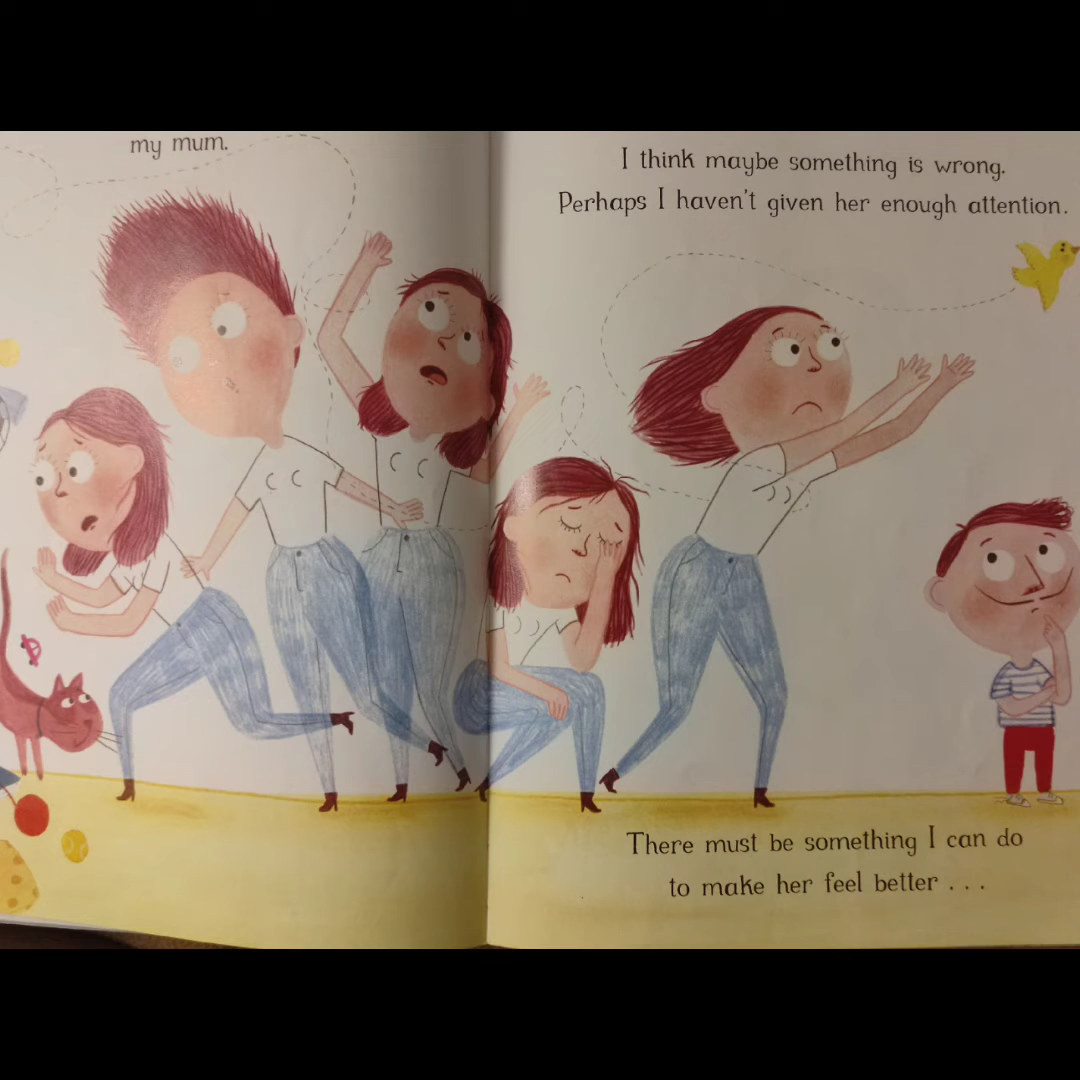 my mum.
I think maybe something is wrong.
Perhaps I haven't given her enough attention.
There must be something I can do
to make her feel better . . .